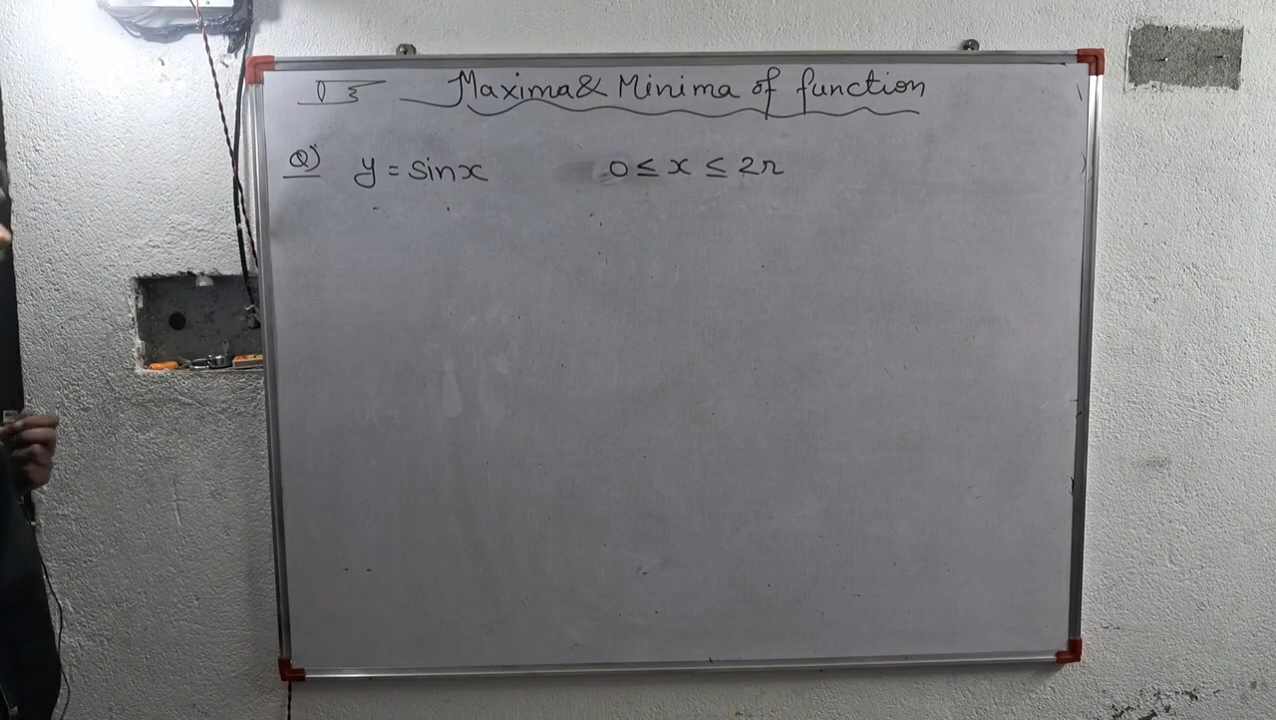 Maxima & Minima of function
Q) y = sinx 0 ≤ x ≤ 2π